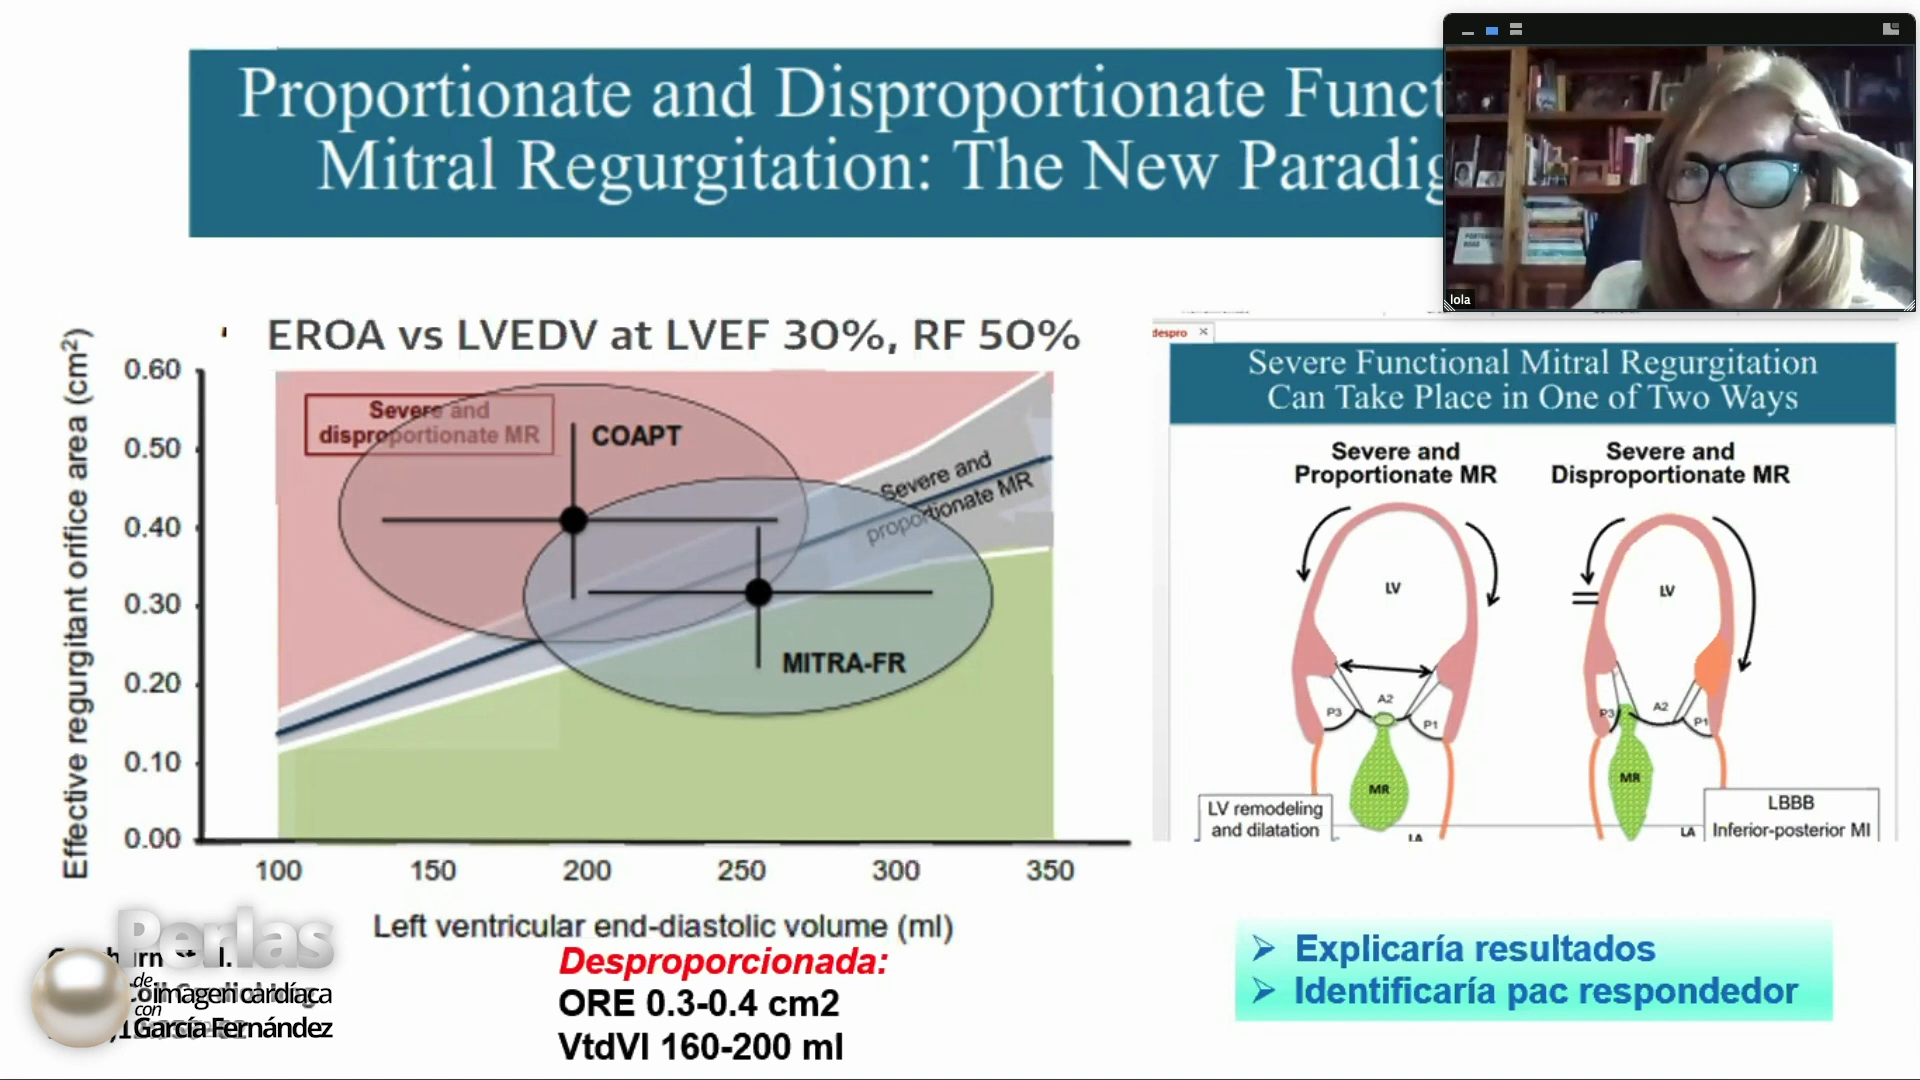 Proportionate and Disproportionate Funct
Mitral Regurgitation: The New Paradig
lola
EROA vs LVEDV at LVEF 30%, RF 50%
Effective regurgitant orifice area (cm²)
0.60
0.50
0.40
0.30
0.20
0.10
0.00
Severe and
disproportionate MR
COAPT
Severe and
proportionate MR
MITRA-FR
100
150
200
250
300
350
Left ventricular end-diastolic volume (ml)
despro
Severe Functional Mitral Regurgitation
Can Take Place in One of Two Ways
Severe and
Proportionate MR
LV
A2
P3
P1
MR
LV remodeling
and dilatation
LA
Severe and
Disproportionate MR
LV
P3
A2
P1
MR
LA
LBBB
Inferior-posterior MI
Desproporcionada:
ORE 0.3-0.4 cm2
VtdVI 160-200 ml
Explicaría resultados
Identificaría pac respondedor
Perlas
de
imagen cardíaca
con
García Fernández